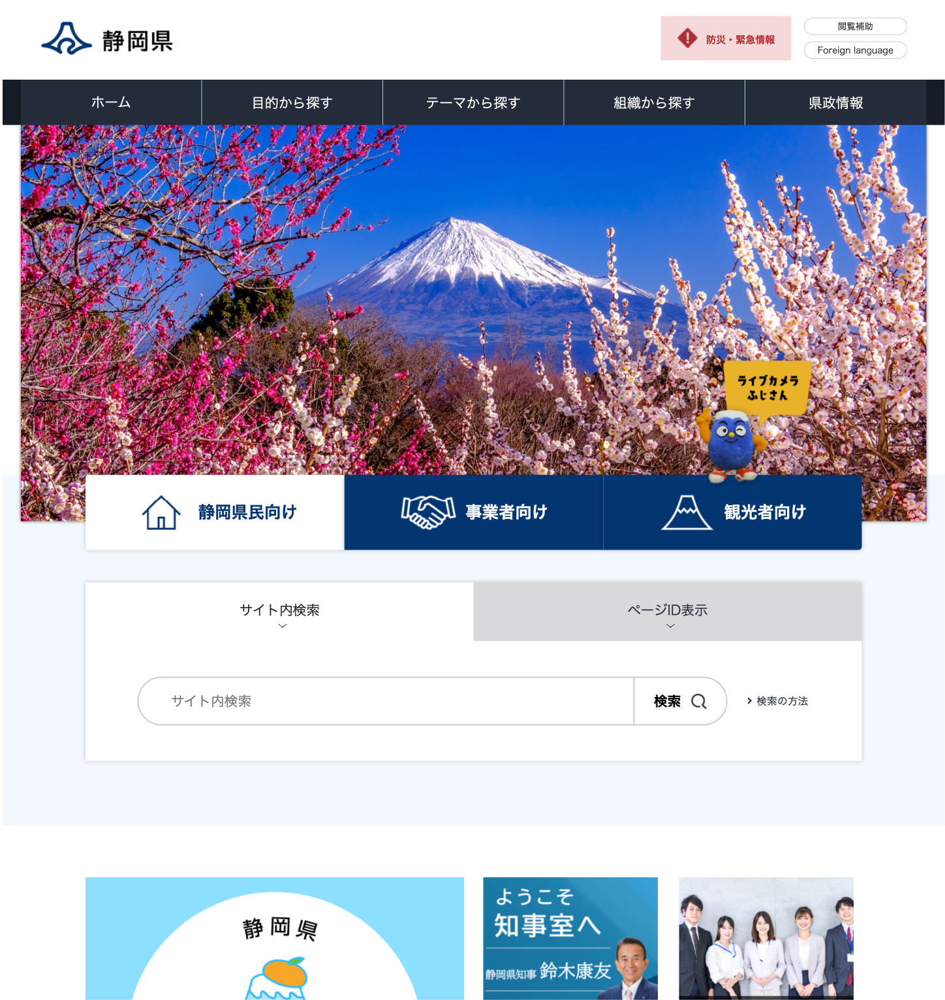 静岡県
防災・緊急情報
閲覧補助
Foreign language
ホーム
目的から探す
テーマから探す
組織から探す
県政情報
ライブカメラ
ふじさん
静岡県民向け
事業者向け
観光者向け
サイト内検索
ページID表示
サイト内検索
検索
検索の方法
静岡県
ようこそ
知事室へ
静岡県知事 鈴木康友